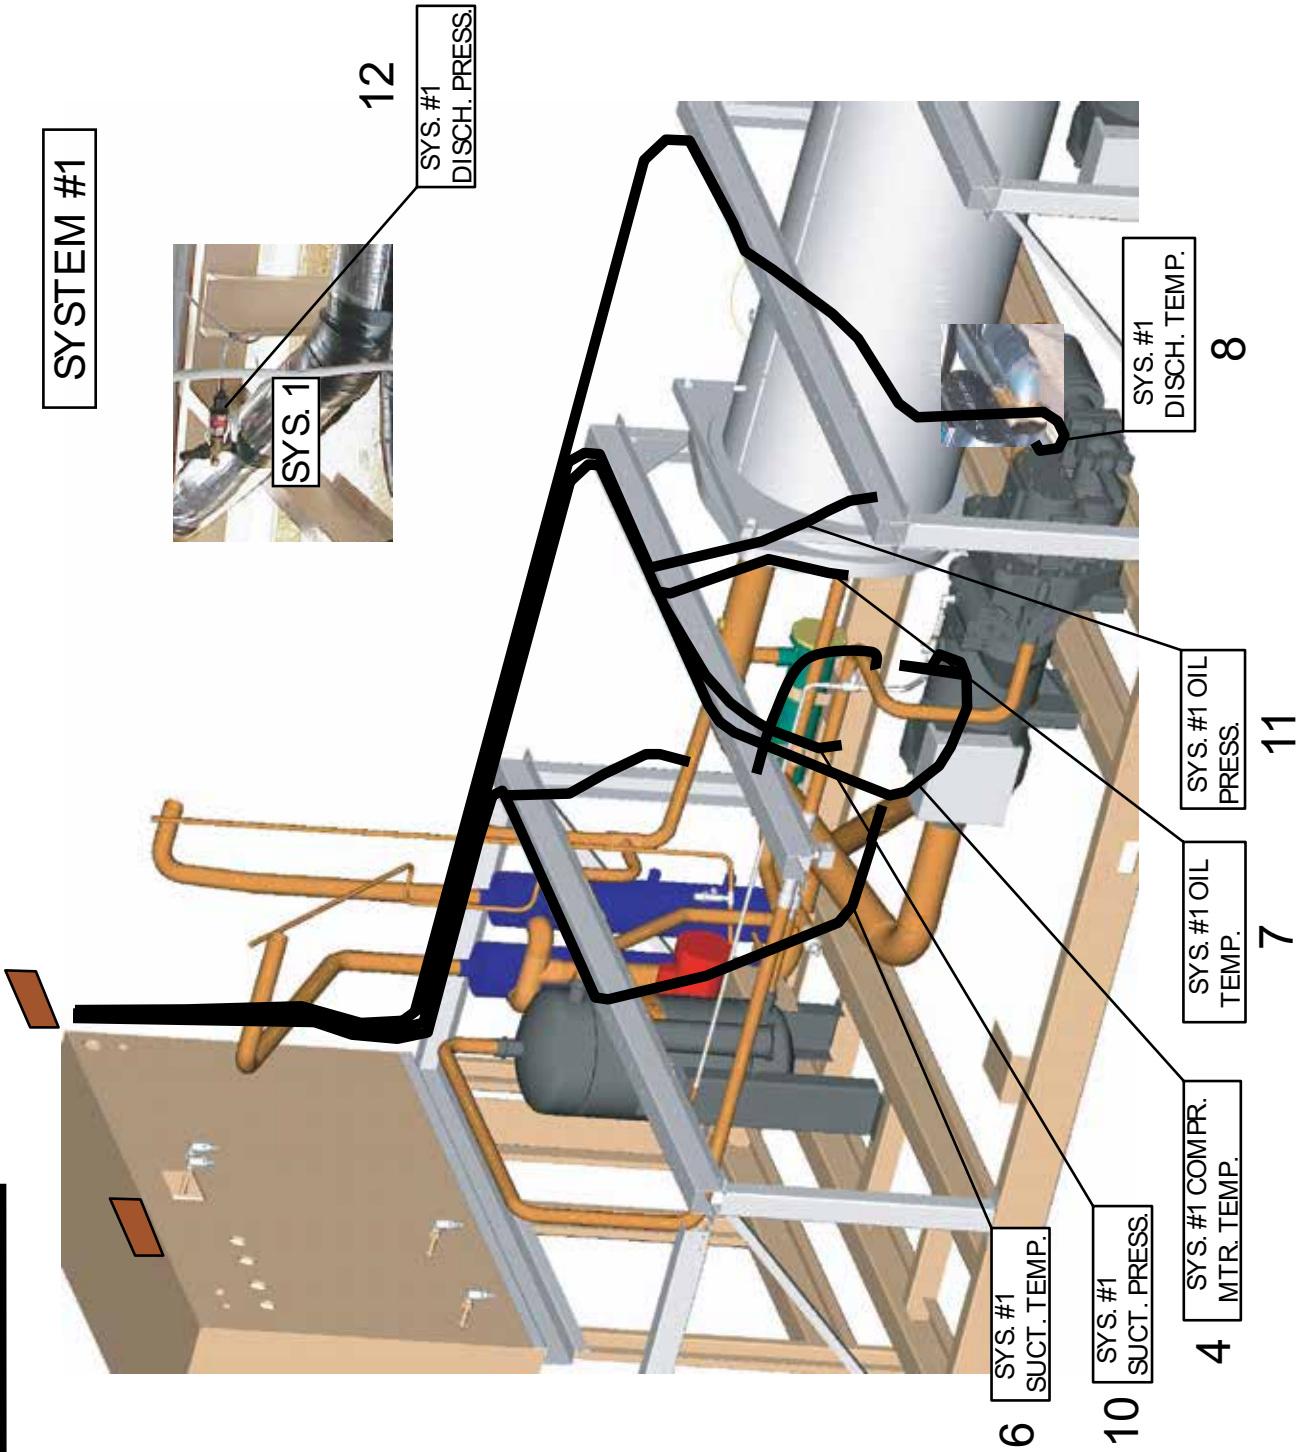 SYSTEM #1
12
SYS. #1
DISCH. PRESS.
SYS. 1
SYS. #1
DISCH. TEMP.
8
SYS. #1 OIL
PRESS.
11
SYS. #1 OIL
TEMP.
7
SYS. #1 COMPR.
MTR. TEMP.
4
SYS. #1
SUCT. PRESS.
10
SYS. #1
SUCT. TEMP.
6